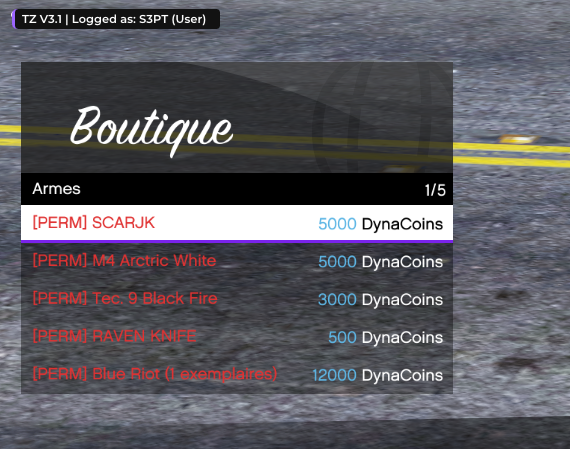 TZ V3.1 | Logged as: S3PT (User)
Boutique
Armes 1/5
[PERM] SCARJK 5000 DynaCoins
[PERM] M4 Arctric White 5000 DynaCoins
[PERM] Tec. 9 Black Fire 3000 DynaCoins
[PERM] RAVEN KNIFE 500 DynaCoins
[PERM] Blue Riot (1 exemplaires) 12000 DynaCoins